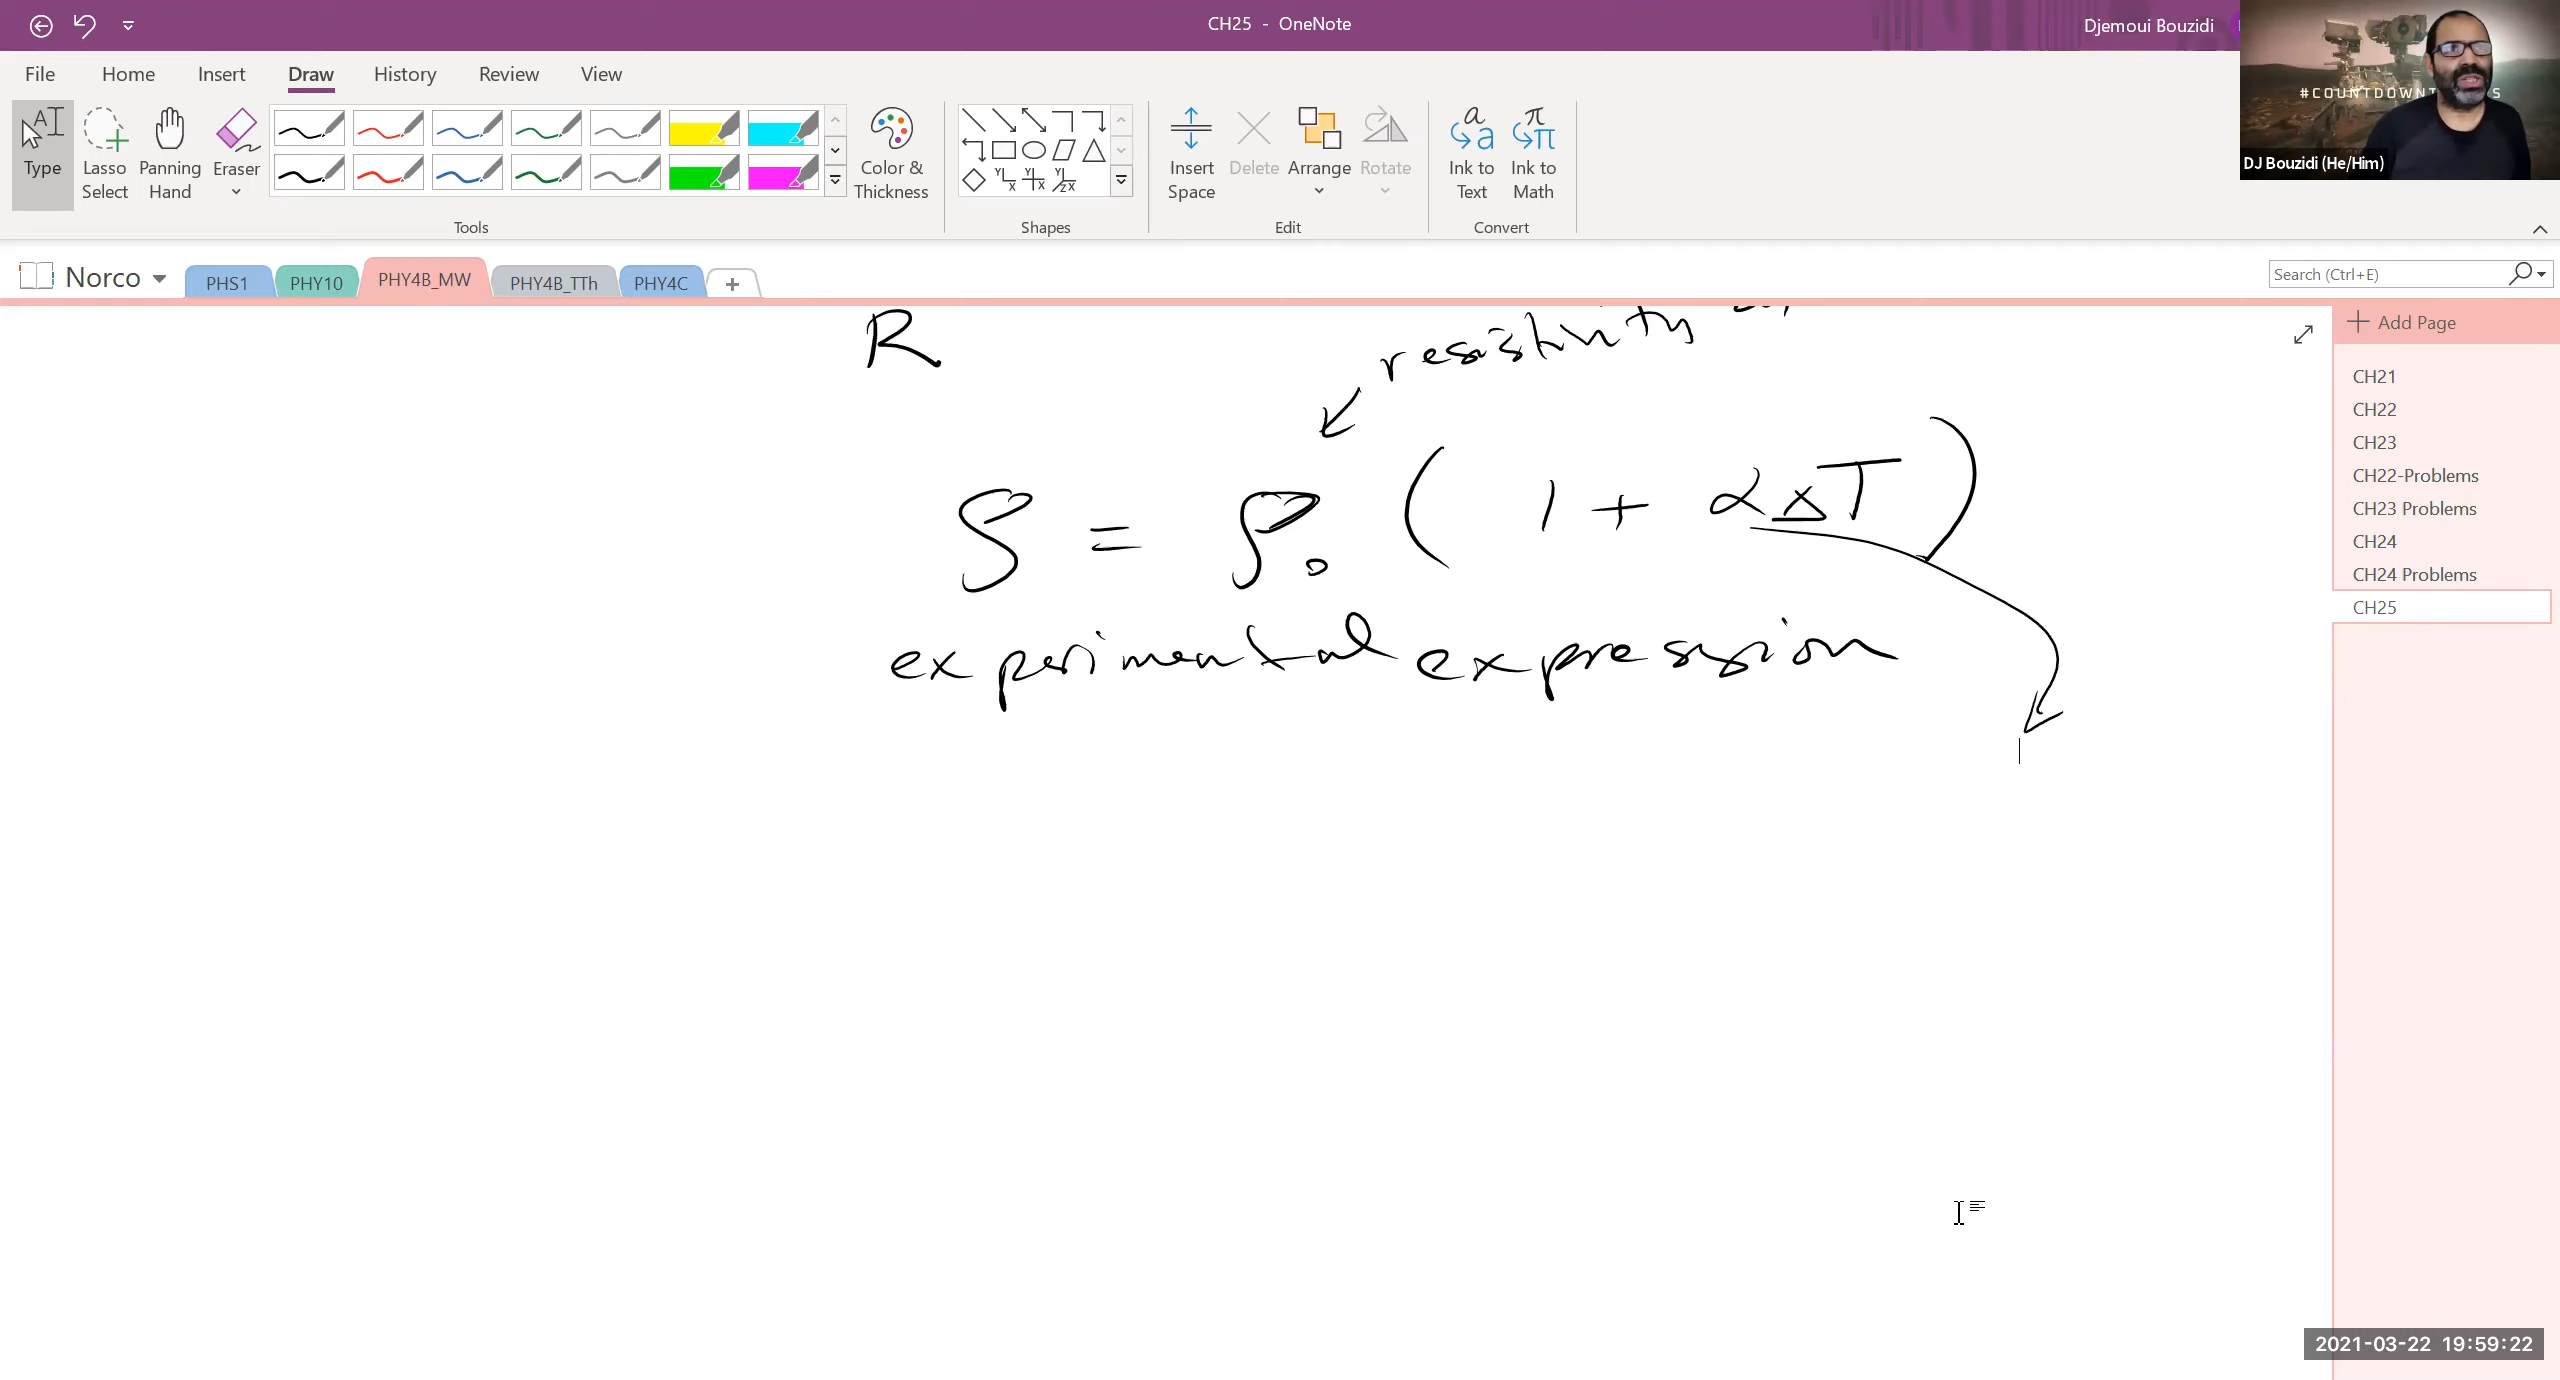 CH25 - OneNote
Djemoui Bouzidi
File Home Insert Draw History Review View
Type
Lasso Select
Panning Hand
Eraser
Color & Thickness
Insert Space
Delete
Arrange
Rotate
Ink to Text
Ink to Math
Tools
Shapes
Edit
Convert
#COUNTDOWNT S
DJ Bouzidi (He/Him)
Norco PHS1 PHY10 PHY4B_MW PHY4B_TTh PHY4C +
Search (Ctrl+E)
Add Page
CH21
CH22
CH23
CH22-Problems
CH23 Problems
CH24
CH24 Problems
CH25
R
resistivity
ρ = ρ₀ ( 1 + αΔT )
experimental expression
2021-03-22 19:59:22